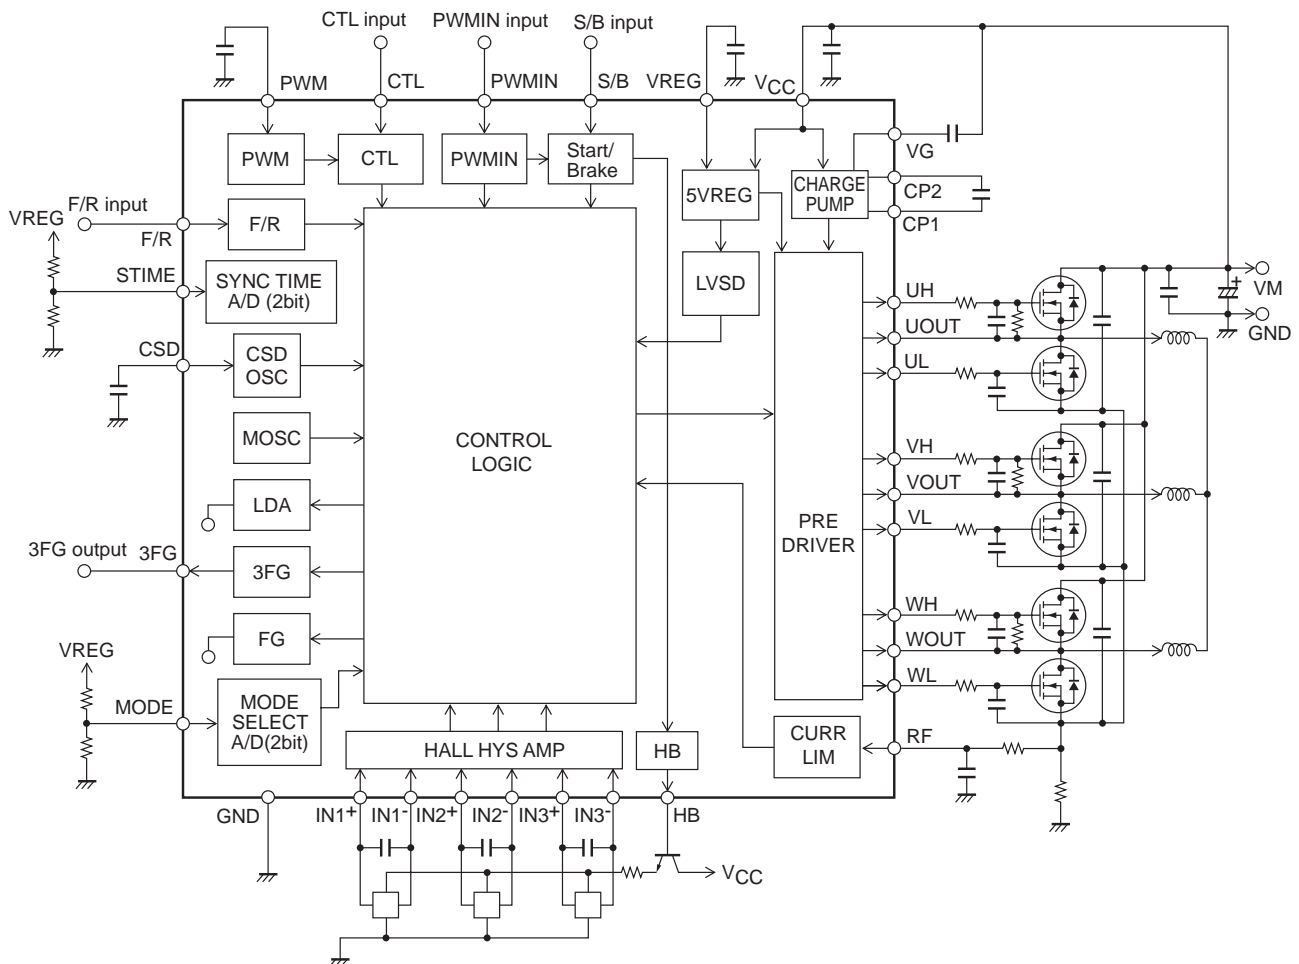 CTL input
PWMIN input
S/B input
PWM
CTL
PWMIN
S/B
VREG
VCC
PWM
CTL
PWMIN
Start/
Brake
5VREG
CHARGE
PUMP
VG
CP2
CP1
F/R input
VREG
F/R
F/R
STIME
SYNC TIME
A/D (2bit)
LVSD
UH
UOUT
UL
VM
GND
CSD
CSD
OSC
MOSC
CONTROL
LOGIC
LDA
3FG output
3FG
3FG
FG
PRE
DRIVER
VH
VOUT
VL
WH
WOUT
WL
VREG
MODE
MODE
SELECT
A/D(2bit)
HALL HYS AMP
HB
CURR
LIM
RF
GND
IN1+
IN1-
IN2+
IN2-
IN3+
IN3-
HB
VCC
+